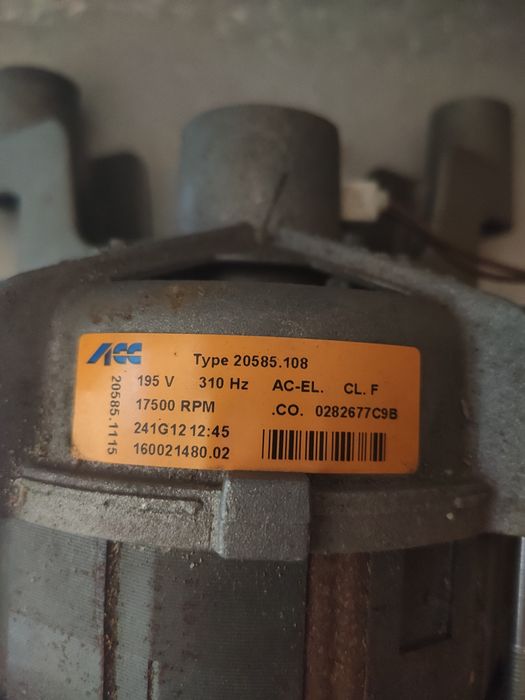 ACC
Type 20585.108
195 V 310 Hz AC-EL. CL. F
17500 RPM .CO. 0282677C9B
241G12 12:45
160021480.02
20585.1115